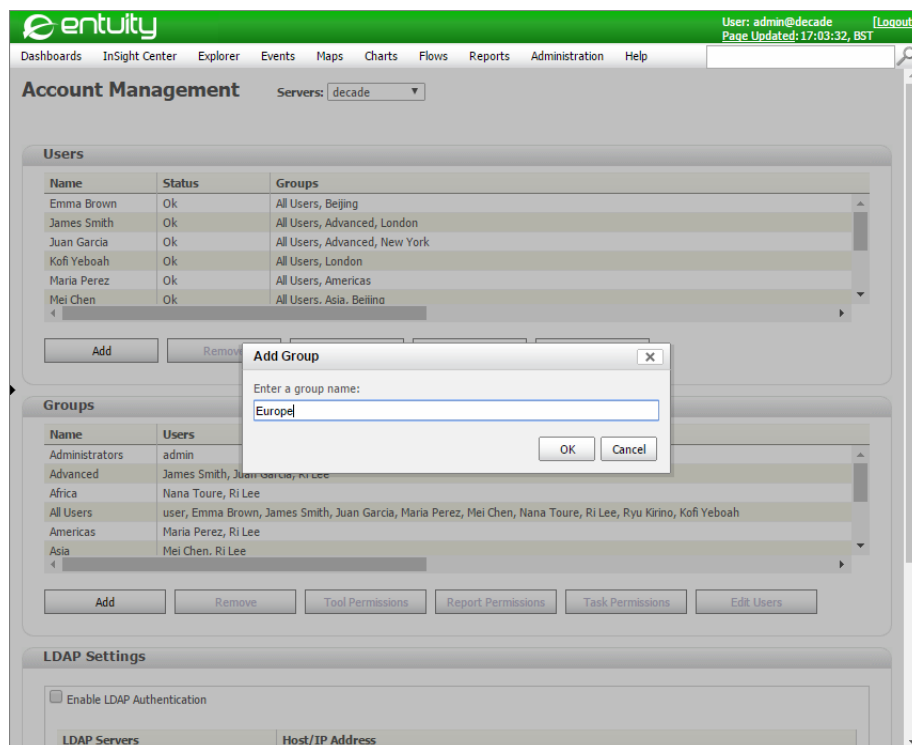 entuity
User: admin@decade [Logout
Page Updated: 17:03:32, BST
Dashboards InSight Center Explorer Events Maps Charts Flows Reports Administration Help
Account Management Servers: decade
Users
Name Status Groups
Emma Brown Ok All Users, Beijing
James Smith Ok All Users, Advanced, London
Juan Garcia Ok All Users, Advanced, New York
Kofi Yeboah Ok All Users, London
Maria Perez Ok All Users, Americas
Mei Chen Ok All Users, Asia, Beijing
Add Remove
Add Group
Enter a group name:
Europe
OK Cancel
Groups
Name Users
Administrators admin
Advanced James Smith, Juan Garcia, Ri Lee
Africa Nana Toure, Ri Lee
All Users user, Emma Brown, James Smith, Juan Garcia, Maria Perez, Mei Chen, Nana Toure, Ri Lee, Ryu Kirino, Kofi Yeboah
Americas Maria Perez, Ri Lee
Asia Mei Chen, Ri Lee
Add Remove Tool Permissions Report Permissions Task Permissions Edit Users
LDAP Settings
Enable LDAP Authentication
LDAP Servers Host/IP Address